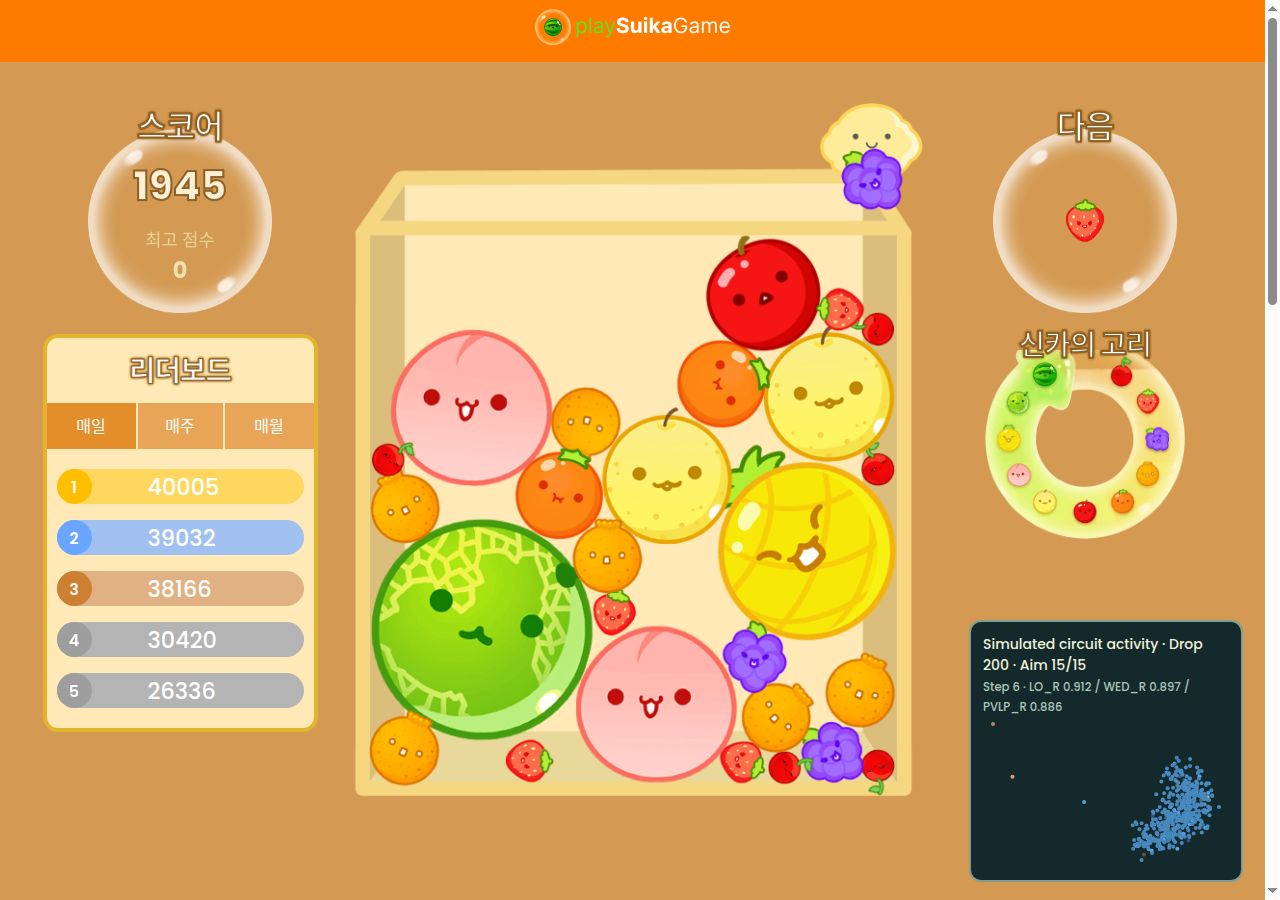 playSuikaGame
스코어
1945
최고 점수
0
다음
신카의 고리
리더보드
매일 매주 매월
1 40005
2 39032
3 38166
4 30420
5 26336
Simulated circuit activity · Drop
200 · Aim 15/15
Step 6 · LO_R 0.912 / WED_R 0.897 /
PVLP_R 0.886